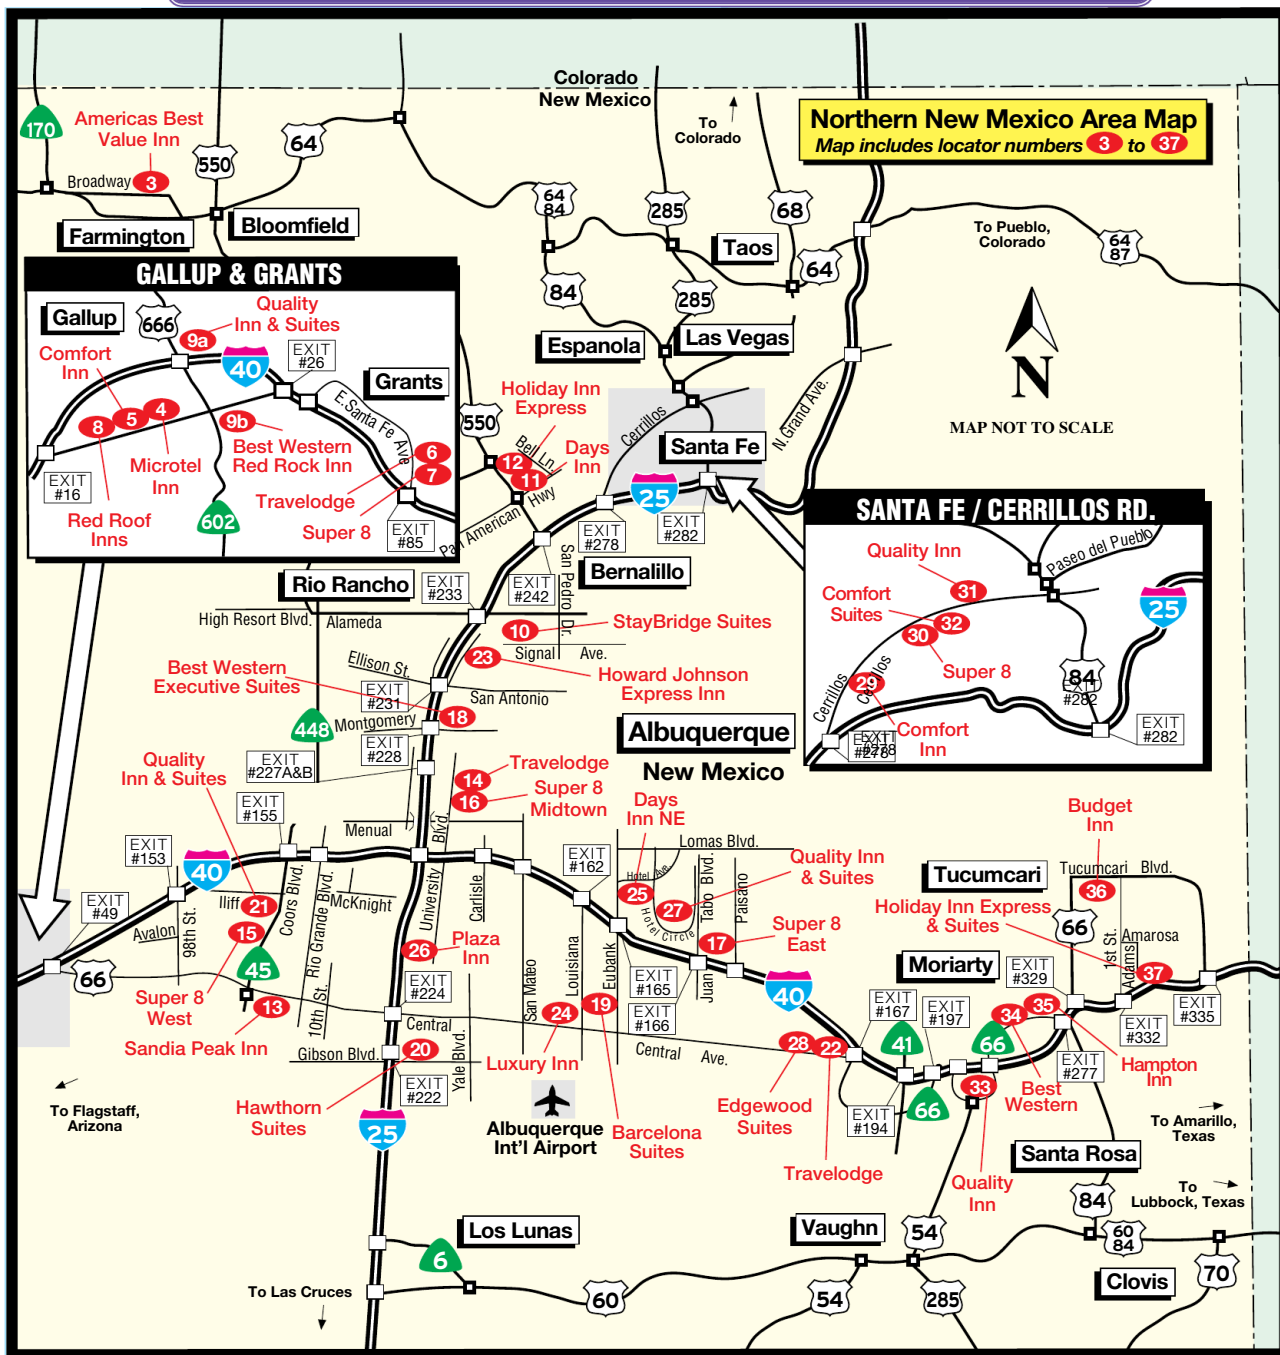 Colorado
New Mexico
To
Colorado
Northern New Mexico Area Map
Map includes locator numbers 3 to 37
170
Americas Best
Value Inn
Broadway 3
550
64
Farmington
Bloomfield
64
84
285
68
Taos
64
To Pueblo,
Colorado
64
87
84
285
Espanola
Las Vegas
N
MAP NOT TO SCALE
GALLUP & GRANTS
Gallup
666
Quality
Inn & Suites
9a
40
EXIT
#26
Grants
Comfort
Inn
8
5
4
9b
E.Santa Fe Ave
Best Western
Red Rock Inn
6
7
Microtel
Inn
Travelodge
Super 8
EXIT
#16
Red Roof
Inns
602
EXIT
#85
550
Holiday Inn
Express
Bell Ln.
12
11
Days
Inn
Pan American Hwy
Cerrillos
Santa Fe
N.Grand Ave.
25
EXIT
#278
EXIT
#282
SANTA FE / CERRILLOS RD.
Quality Inn
31
Paseo del Pueblo
Comfort
Suites
32
30
Super 8
25
Cerrillos
Cerrillos
29
84
EXIT
#282
EXIT
#282
EXIT
#278
EXIT
#278
Comfort
Inn
Rio Rancho
EXIT
#233
EXIT
#242
San Pedro Dr.
Bernalillo
High Resort Blvd.
Alameda
10
StayBridge Suites
Signal Ave.
23
Howard Johnson
Express Inn
Ellison St.
Best Western
Executive Suites
EXIT
#231
San Antonio
18
448
Montgomery
EXIT
#228
EXIT
#227A&B
Albuquerque
New Mexico
Quality
Inn & Suites
14
Travelodge
16
Super 8
Midtown
Days
Inn NE
EXIT
#155
Menual
University Blvd.
Lomas Blvd.
EXIT
#153
40
EXIT
#162
Hotel Ave.
Hotel Circle
25
27
Juan Tabo Blvd.
Paisano
Quality Inn
& Suites
Budget
Inn
Tucumcari
Tucumcari Blvd.
36
EXIT
#49
Iliff
21
Coors Blvd.
Rio Grande Blvd.
McKnight
Carlisle
Avalon
98th St.
15
26
Plaza
Inn
17
Super 8
East
Holiday Inn Express
& Suites
66
1st St.
Adams
Amarosa
37
66
45
10th St.
EXIT
#224
San Mateo
Louisiana
Eubank
EXIT
#165
40
Moriarty
EXIT
#329
EXIT
#335
Super 8
West
13
Sandia Peak Inn
Central
24
19
EXIT
#166
EXIT
#167
EXIT
#197
34
35
EXIT
#332
Gibson Blvd.
20
Yale Blvd.
Luxury Inn
Central Ave.
28
22
41
66
EXIT
#277
Hampton
Inn
EXIT
#222
33
Best
Western
66
To Flagstaff,
Arizona
Hawthorn
Suites
25
Albuquerque
Int'l Airport
Barcelona
Suites
Edgewood
Suites
EXIT
#194
To Amarillo,
Texas
Travelodge
Quality
Inn
Santa Rosa
To
Lubbock, Texas
84
Los Lunas
6
Vaughn
54
60
84
Clovis
70
To Las Cruces
60
54
285